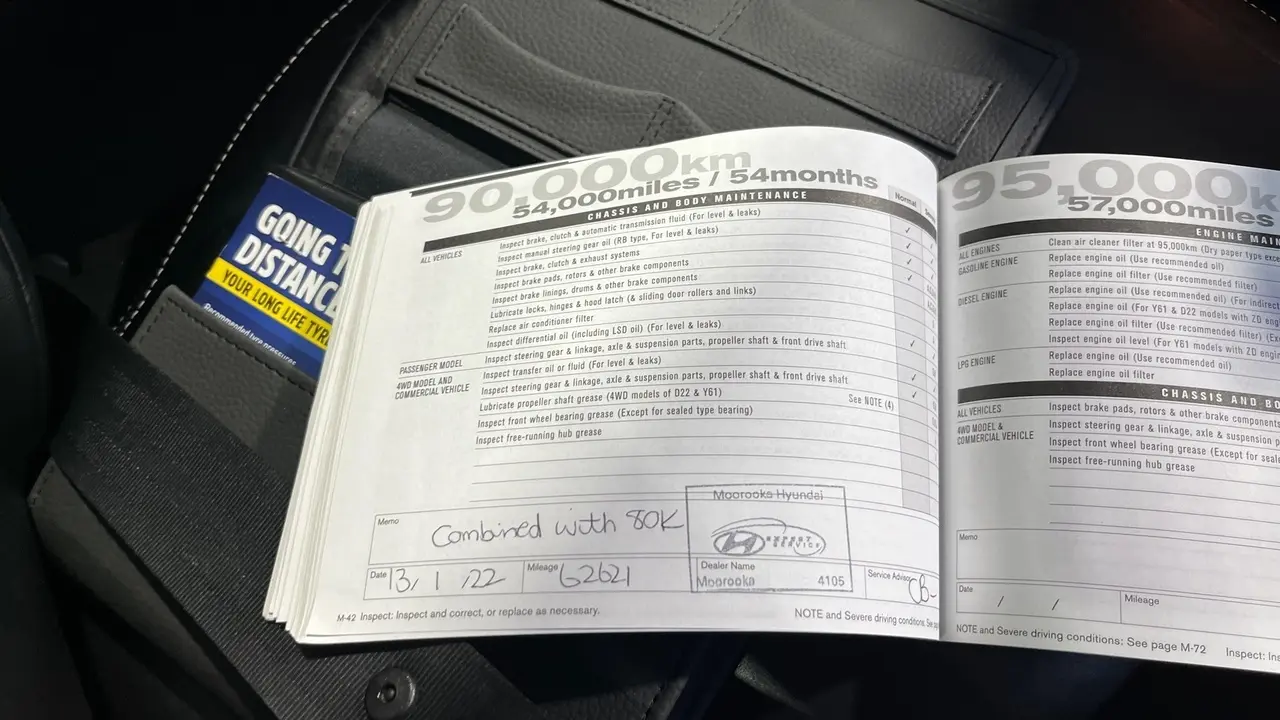 GOING T
DISTANC
YOUR LONG LIFE TYR
Recommended tyre pressures
90,000km
54,000miles / 54months
CHASSIS AND BODY MAINTENANCE
Normal
ALL VEHICLES
Inspect brake, clutch & automatic transmission fluid (For level & leaks)
Inspect manual steering gear oil (RB type, For level & leaks)
Inspect brake, clutch & exhaust systems
Inspect brake pads, rotors & other brake components
Inspect brake linings, drums & other brake components
Lubricate locks, hinges & hood latch (& sliding door rollers and links)
Replace air conditioner filter
Inspect differential oil (including LSD oil) (For level & leaks)
PASSENGER MODEL
Inspect steering gear & linkage, axle & suspension parts, propeller shaft & front drive shaft
4WD MODEL AND
COMMERCIAL VEHICLE
Inspect transfer oil or fluid (For level & leaks)
Inspect steering gear & linkage, axle & suspension parts, propeller shaft & front drive shaft
Lubricate propeller shaft grease (4WD models of D22 & Y61)
See NOTE (4)
Inspect front wheel bearing grease (Except for sealed type bearing)
Inspect free-running hub grease
Memo
Combined with 80K
Moorooka Hyundai
EXPERT
SERVICE
Date 13/1/22
Mileage 62621
Dealer Name
Moorooka 4105
Service Advisor CB-
M-42 Inspect: Inspect and correct, or replace as necessary.
NOTE and Severe driving conditions: See pa
95,000k
57,000miles
ENGINE MAIN
ALL ENGINES
Clean air cleaner filter at 95,000km (Dry paper type exce
GASOLINE ENGINE
Replace engine oil (Use recommended oil)
Replace engine oil filter (Use recommended filter)
DIESEL ENGINE
Replace engine oil (Use recommended oil) (For indirect
Replace engine oil (For Y61 & D22 models with ZD eng
Replace engine oil filter (Use recommended filter) (Ex
Inspect engine oil level (For Y61 models with ZD engin
LPG ENGINE
Replace engine oil (Use recommended oil)
Replace engine oil filter
CHASSIS AND BO
ALL VEHICLES
Inspect brake pads, rotors & other brake components
4WD MODEL &
COMMERCIAL VEHICLE
Inspect steering gear & linkage, axle & suspension p
Inspect front wheel bearing grease (Except for seale
Inspect free-running hub grease
Memo
Date / /
Mileage
NOTE and Severe driving conditions: See page M-72
Inspect: Ins